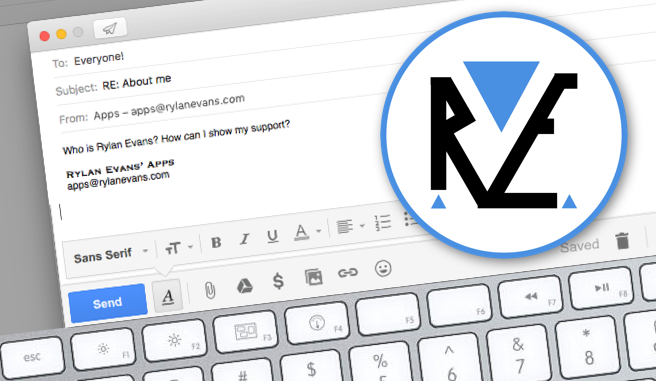 To: Everyone!
Subject: RE: About me
From: Apps – apps@rylanevans.com
Who is Rylan Evans? How can I show my support?
RYLAN EVANS' APPS
apps@rylanevans.com
RE
Sans Serif
B I U A
Saved
Send
A
$
esc
F1
F2
F3
F4
F5
F6
F7
F8
#
$
%
5
^
6
&
7
*
8